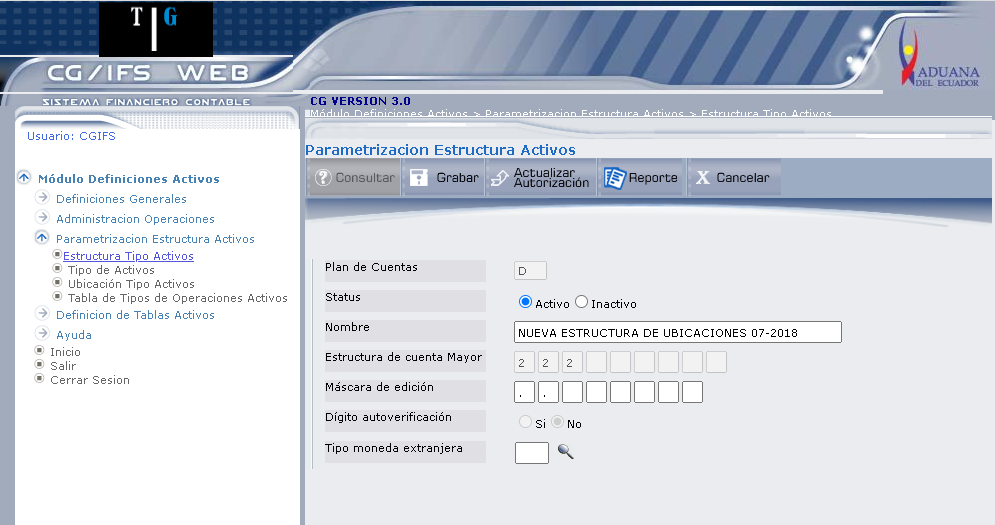 TG
CG/IFS WEB
SISTEMA FINANCIERO CONTABLE
ADUANA
DEL ECUADOR
CG VERSION 3.0
Módulo Definiciones Activos > Parametrizacion Estructura Activos > Estructura Tipo Activos
Usuario: CGIFS
Módulo Definiciones Activos
Definiciones Generales
Administracion Operaciones
Parametrizacion Estructura Activos
Estructura Tipo Activos
Tipo de Activos
Ubicación Tipo Activos
Tabla de Tipos de Operaciones Activos
Definicion de Tablas Activos
Ayuda
Inicio
Salir
Cerrar Sesion
Parametrizacion Estructura Activos
Consultar Grabar Actualizar Autorización Reporte X Cancelar
Plan de Cuentas D
Status Activo Inactivo
Nombre NUEVA ESTRUCTURA DE UBICACIONES 07-2018
Estructura de cuenta Mayor 2 2 2
Máscara de edición . .
Dígito autoverificación Si No
Tipo moneda extranjera